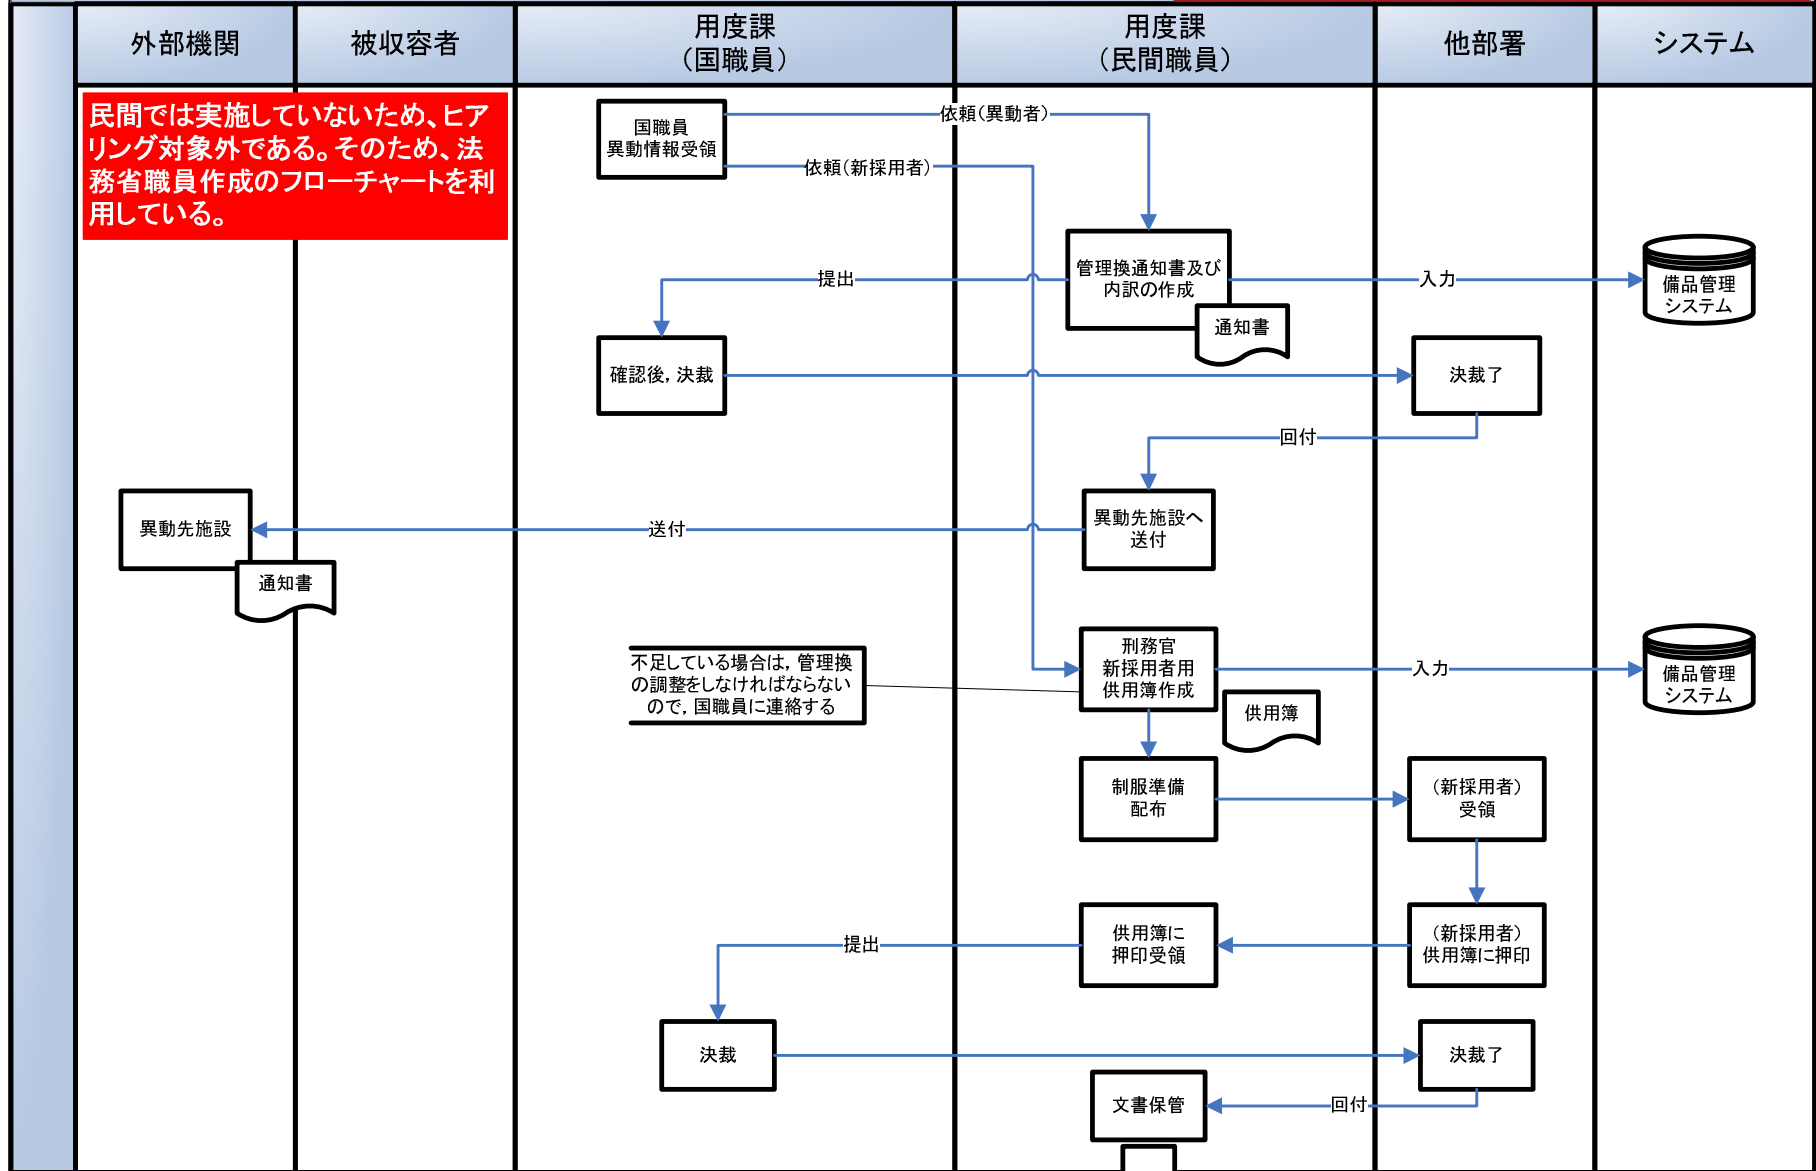 外部機関
被収容者
用度課
（国職員）
用度課
（民間職員）
他部署
システム
民間では実施していないため、ヒア
リング対象外である。そのため、法
務省職員作成のフローチャートを利
用している。
国職員
異動情報受領
依頼（異動者）
依頼（新採用者）
管理換通知書及び
内訳の作成
通知書
提出
入力
備品管理
システム
確認後，決裁
決裁了
回付
異動先施設へ
送付
送付
異動先施設
通知書
不足している場合は，管理換
の調整をしなければならない
ので，国職員に連絡する
刑務官
新採用者用
供用簿作成
入力
備品管理
システム
供用簿
制服準備
配布
（新採用者）
受領
（新採用者）
供用簿に押印
供用簿に
押印受領
提出
決裁
決裁了
回付
文書保管